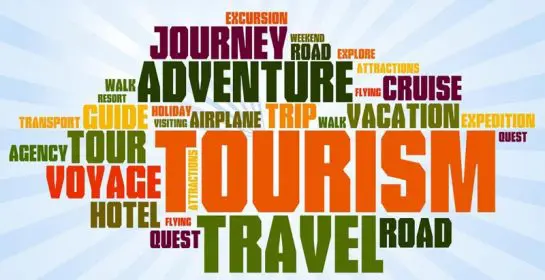 EXCURSION
JOURNEY WEEKEND ROAD EXPLORE
WALK ADVENTURE ATTRACTIONS
RESORT FLYING CRUISE
TRANSPORT GUIDE HOLIDAY AIRPLANE TRIP WALK VACATION EXPEDITION
VISITING QUEST
AGENCY TOUR ATTRACTIONS TOURISM
VOYAGE
HOTEL FLYING TRAVEL ROAD
QUEST